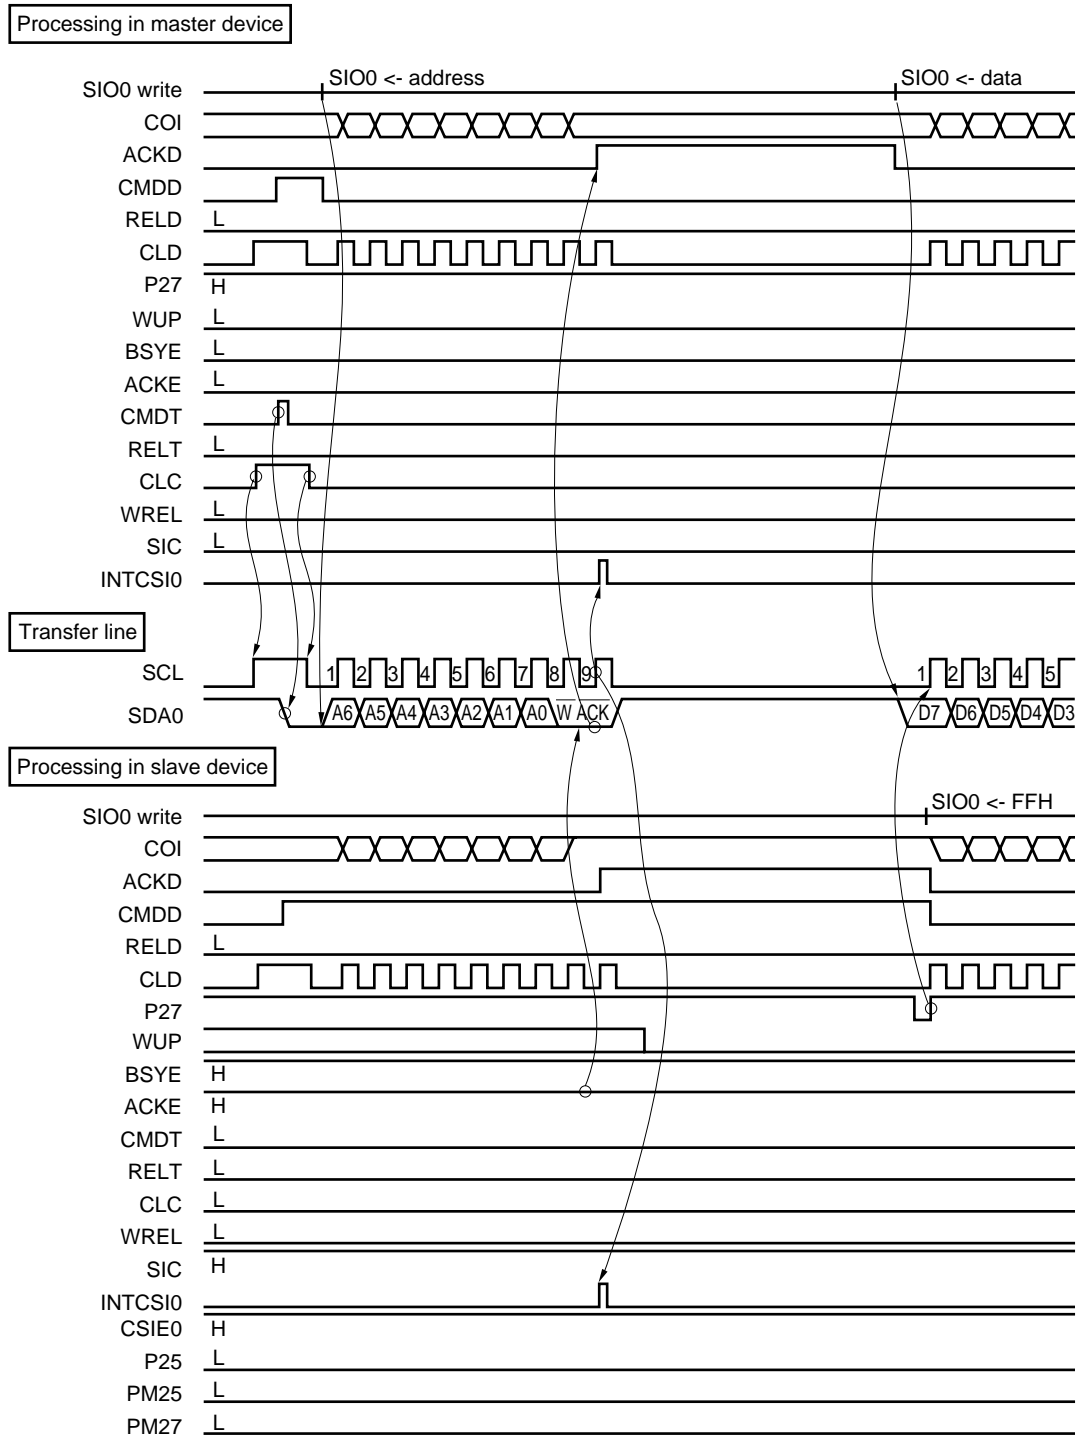 Processing in master device
SIO0 write SIO0 <- address SIO0 <- data
COI
ACKD
CMDD
RELD L
CLD
P27 H
WUP L
BSYE L
ACKE L
CMDT
RELT L
CLC
WREL L
SIC L
INTCSI0
Transfer line
SCL 1 2 3 4 5 6 7 8 9 1 2 3 4 5
SDA0 A6 A5 A4 A3 A2 A1 A0 W ACK D7 D6 D5 D4 D3
Processing in slave device
SIO0 write SIO0 <- FFH
COI
ACKD
CMDD
RELD L
CLD
P27
WUP
BSYE H
ACKE H
CMDT L
RELT L
CLC L
WREL L
SIC H
INTCSI0
CSIE0 H
P25 L
PM25 L
PM27 L